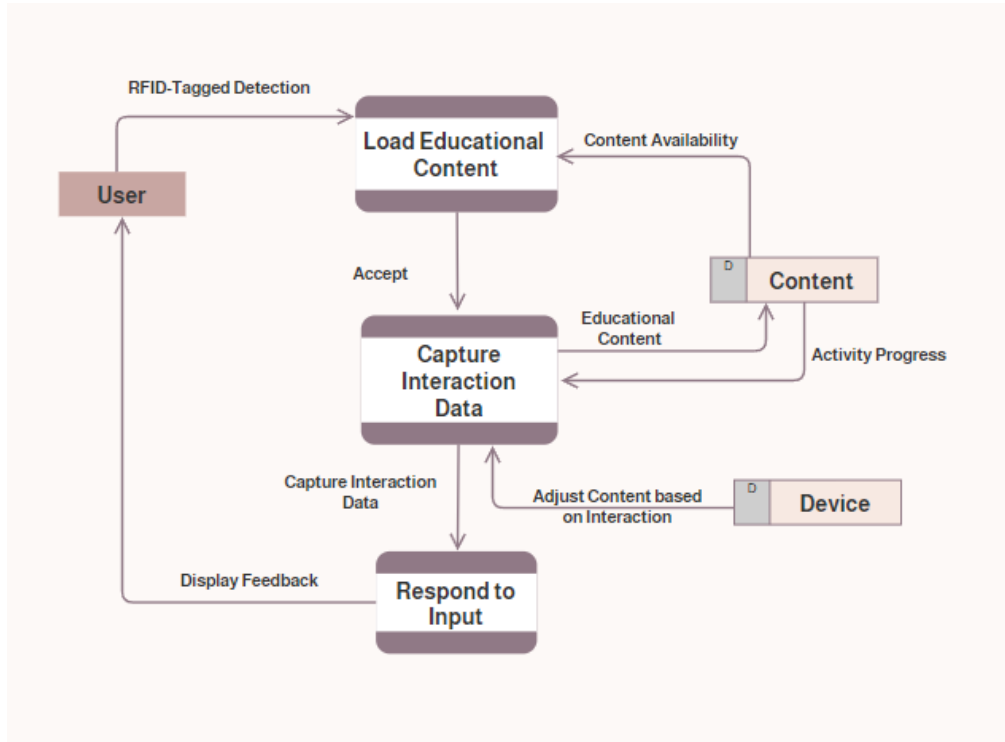 RFID-Tagged Detection
Load Educational
Content
Content Availability
User
D
Content
Accept
Educational
Content
Activity Progress
Capture
Interaction
Data
Capture Interaction
Data
Adjust Content based
on Interaction
D
Device
Display Feedback
Respond to
Input